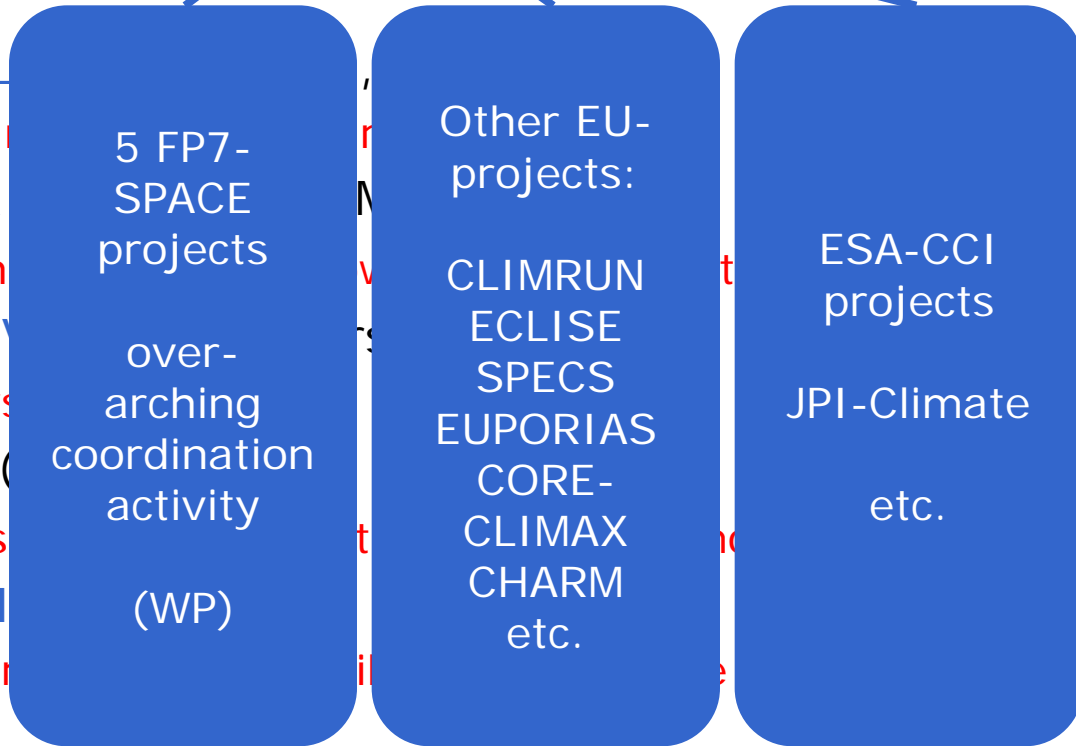 5 FP7-
SPACE
projects
over-
arching
coordination
activity
(WP)
Other EU-
projects:
CLIMRUN
ECLISE
SPECS
EUPORIAS
CORE-
CLIMAX
CHARM
etc.
ESA-CCI
projects
JPI-Climate
etc.